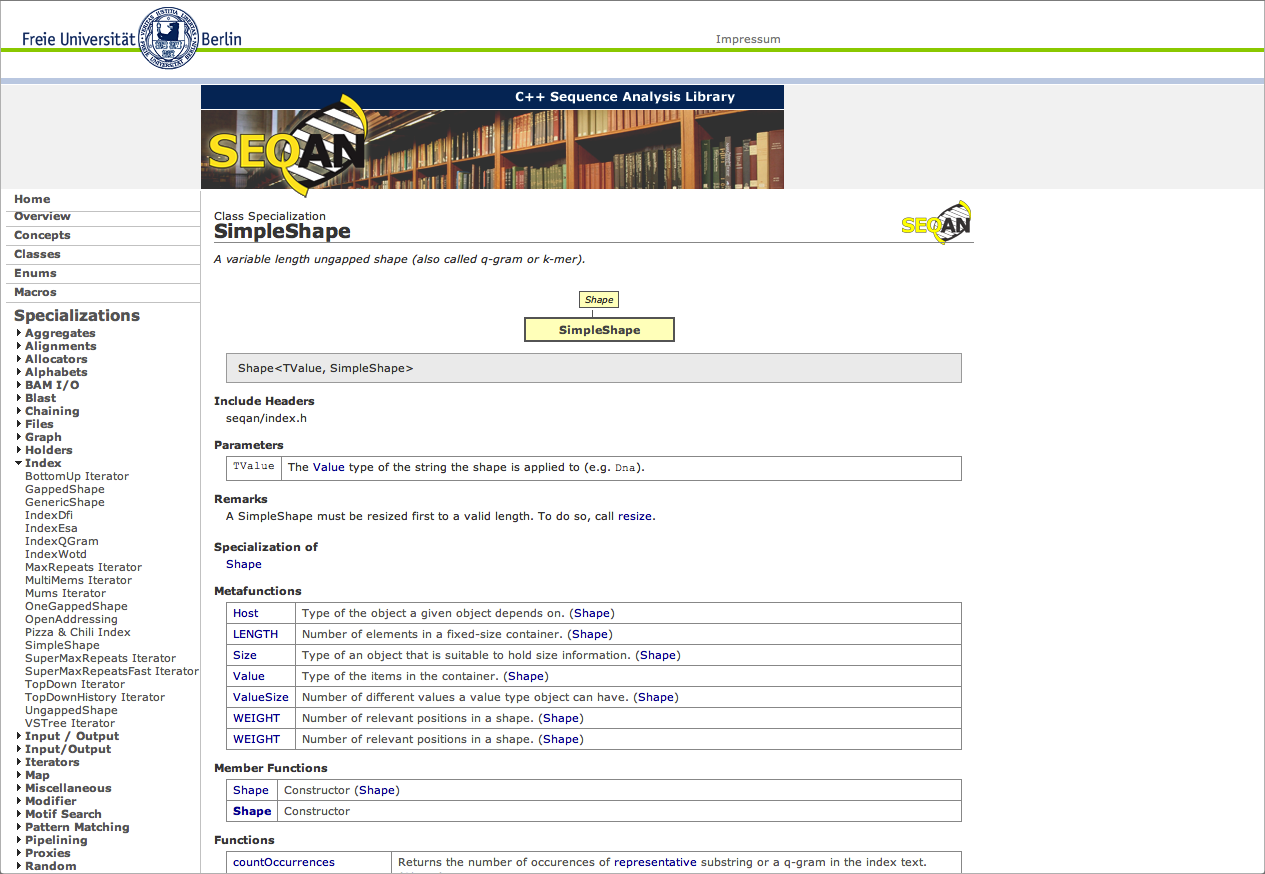 Freie Universität Berlin
Impressum
C++ Sequence Analysis Library
SEQAN
Home
Overview
Concepts
Classes
Enums
Macros
Specializations
Aggregates
Alignments
Allocators
Alphabets
BAM I/O
Blast
Chaining
Files
Graph
Holders
Index
BottomUp Iterator
GappedShape
GenericShape
IndexDfi
IndexEsa
IndexQGram
IndexWotd
MaxRepeats Iterator
MultiMems Iterator
Mums Iterator
OneGappedShape
OpenAddressing
Pizza & Chili Index
SimpleShape
SuperMaxRepeats Iterator
SuperMaxRepeatsFast Iterator
TopDown Iterator
TopDownHistory Iterator
UngappedShape
VSTree Iterator
Input / Output
Input/Output
Iterators
Map
Miscellaneous
Modifier
Motif Search
Pattern Matching
Pipelining
Proxies
Random
Class Specialization
SimpleShape
SEQAN
A variable length ungapped shape (also called q-gram or k-mer).
Shape
SimpleShape
Shape<TValue, SimpleShape>
Include Headers
seqan/index.h
Parameters
TValue The Value type of the string the shape is applied to (e.g. Dna).
Remarks
A SimpleShape must be resized first to a valid length. To do so, call resize.
Specialization of
Shape
Metafunctions
Host Type of the object a given object depends on. (Shape)
LENGTH Number of elements in a fixed-size container. (Shape)
Size Type of an object that is suitable to hold size information. (Shape)
Value Type of the items in the container. (Shape)
ValueSize Number of different values a value type object can have. (Shape)
WEIGHT Number of relevant positions in a shape. (Shape)
WEIGHT Number of relevant positions in a shape. (Shape)
Member Functions
Shape Constructor (Shape)
Shape Constructor
Functions
countOccurrences Returns the number of occurences of representative substring or a q-gram in the index text.